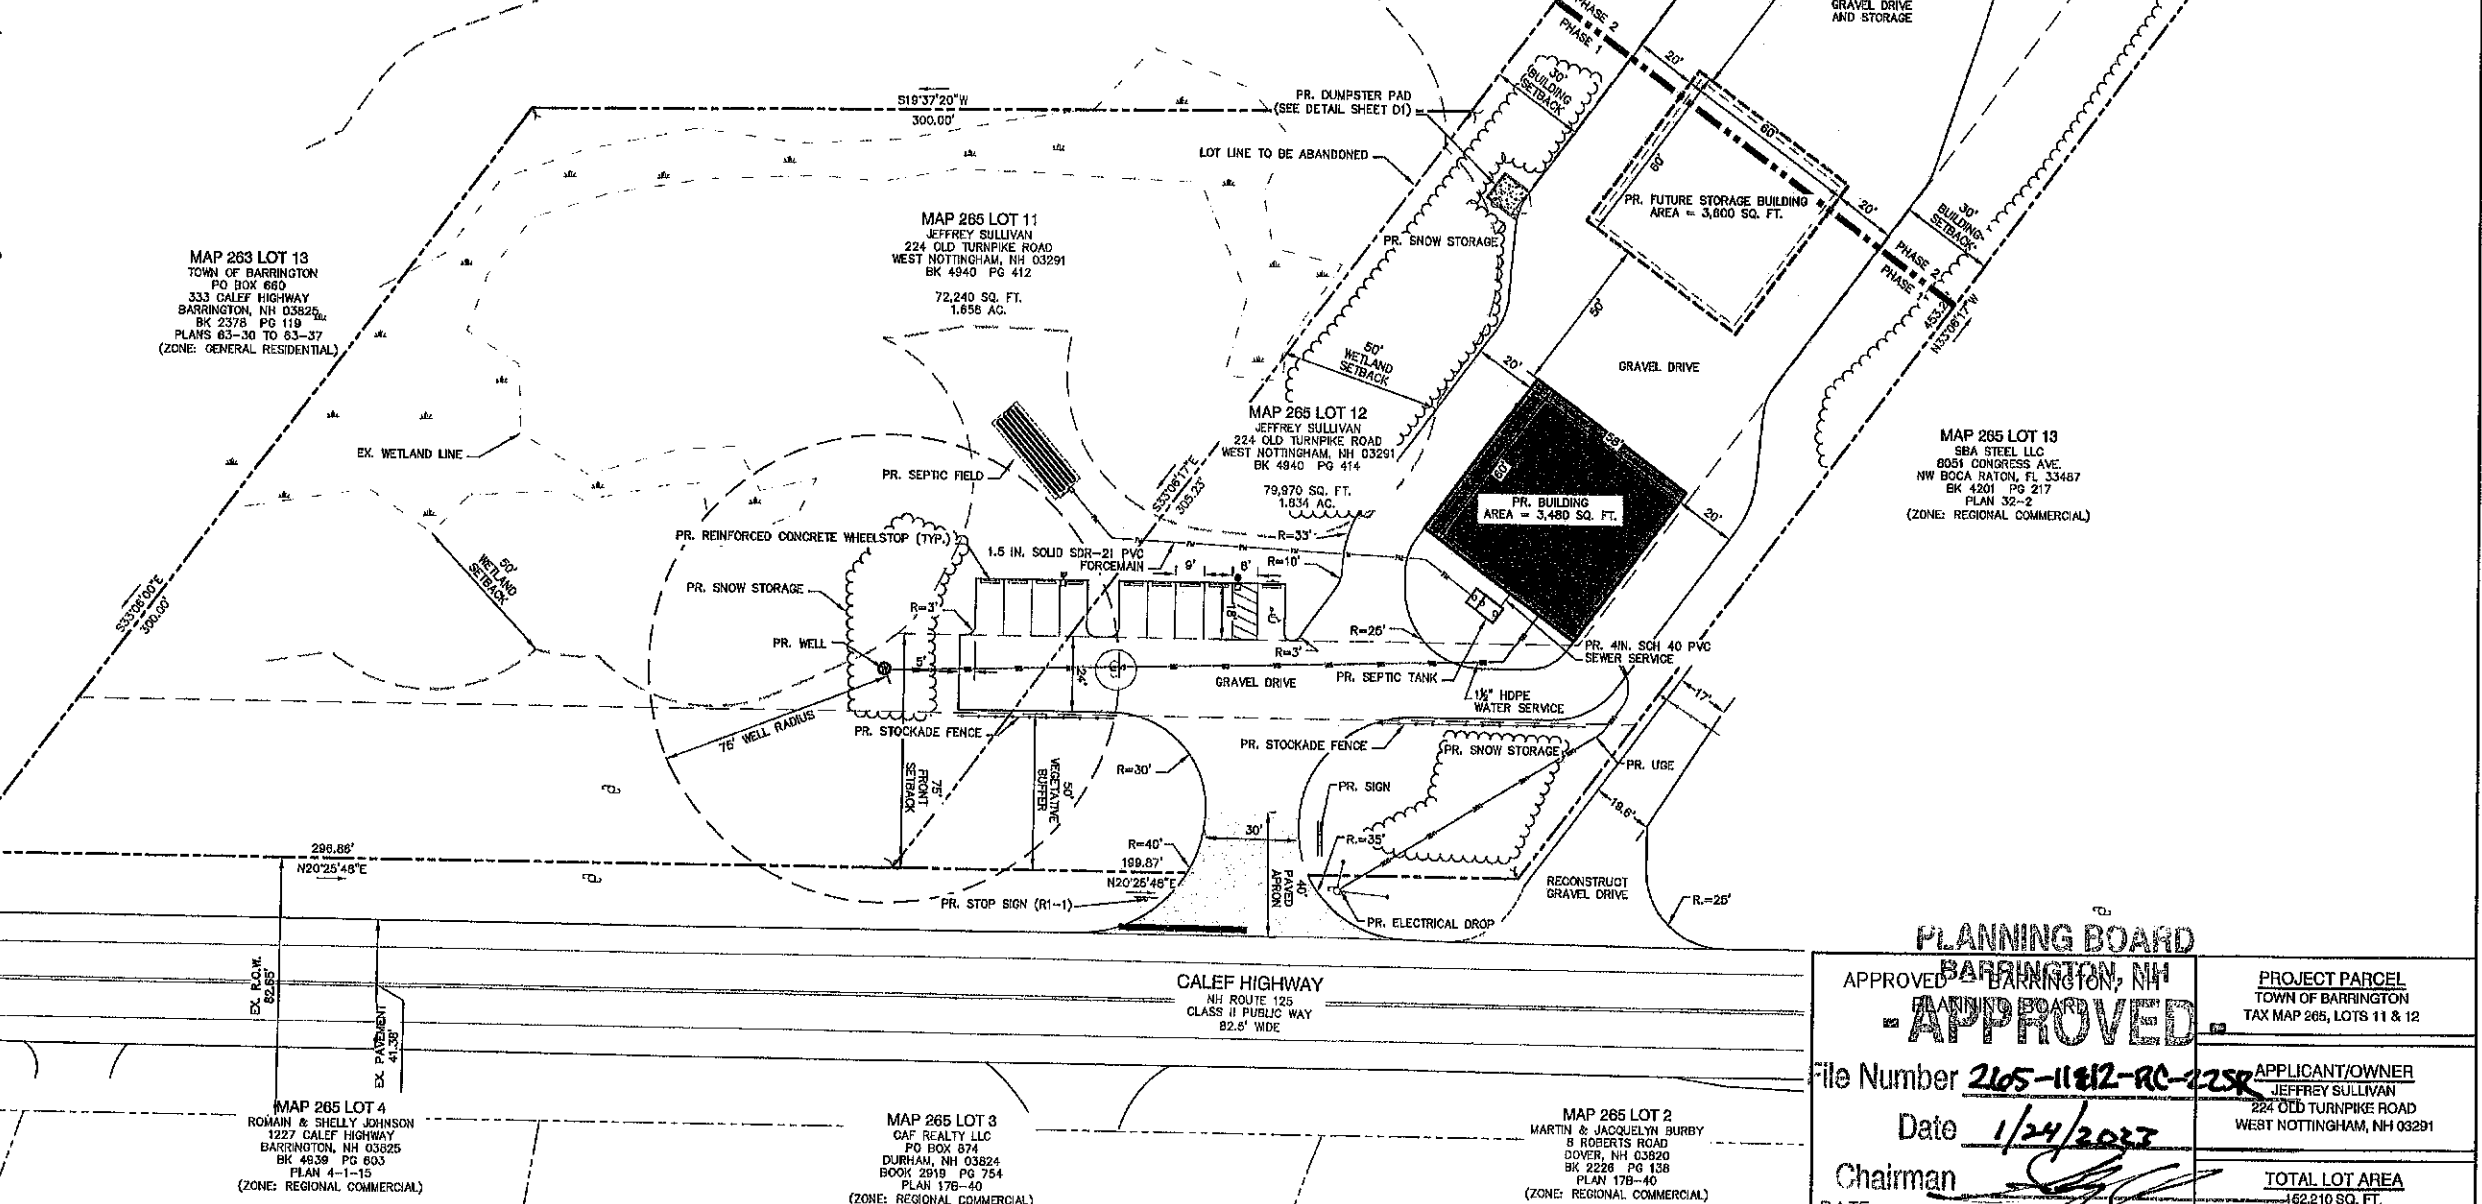 GRAVEL DRIVE
AND STORAGE
PHASE 2
PHASE 1
20'
30'
BUILDING
SETBACK
PR. DUMPSTER PAD
(SEE DETAIL SHEET D1)
S19°37'20"W
300.00'
LOT LINE TO BE ABANDONED
60'
60'
PR. FUTURE STORAGE BUILDING
AREA = 3,600 SQ. FT.
20'
30'
BUILDING
SETBACK
PHASE 2
PHASE 1
N33°06'17"W
MAP 265 LOT 11
JEFFREY SULLIVAN
224 OLD TURNPIKE ROAD
WEST NOTTINGHAM, NH 03291
BK 4940 PG 412
72,240 SQ. FT.
1.658 AC.
PR. SNOW STORAGE
MAP 263 LOT 13
TOWN OF BARRINGTON
PO BOX 660
333 CALEF HIGHWAY
BARRINGTON, NH 03825
BK 2378 PG 119
PLANS 63-30 TO 63-37
(ZONE: GENERAL RESIDENTIAL)
50'
50'
WETLAND
SETBACK
20'
GRAVEL DRIVE
MAP 265 LOT 12
JEFFREY SULLIVAN
224 OLD TURNPIKE ROAD
WEST NOTTINGHAM, NH 03291
BK 4940 PG 414
79,970 SQ. FT.
1.834 AC.
58'
60'
PR. BUILDING
AREA = 3,480 SQ. FT.
20'
MAP 265 LOT 13
SBA STEEL LLC
8051 CONGRESS AVE.
NW BOCA RATON, FL 33487
BK 4201 PG 217
PLAN 32-2
(ZONE: REGIONAL COMMERCIAL)
EX. WETLAND LINE
PR. SEPTIC FIELD
S33°06'17"E
305.23'
PR. REINFORCED CONCRETE WHEELSTOP (TYP.)
1.5 IN. SOLID SDR-21 PVC
FORCEMAIN
R=33'
R=10'
9'
8'
18'
50'
WETLAND
SETBACK
S33°06'00"E
300.00'
PR. SNOW STORAGE
R=3'
PR. WELL
5'
24'
R=25'
R=3'
PR. 4IN. SCH 40 PVC
SEWER SERVICE
GRAVEL DRIVE
PR. SEPTIC TANK
1½" HDPE
WATER SERVICE
17'
75' WELL RADIUS
PR. STOCKADE FENCE
PR. STOCKADE FENCE
PR. SNOW STORAGE
PR. UGE
75'
FRONT
SETBACK
50'
VEGETATIVE
BUFFER
R=30'
PR. SIGN
18.6'
30'
R=40'
R.=35'
296.86'
N20°25'48"E
199.87'
N20°25'48"E
40'
PAVED
APRON
RECONSTRUCT
GRAVEL DRIVE
R.=25'
PR. STOP SIGN (R1-1)
PR. ELECTRICAL DROP
EX. R.O.W.
EX. PAVEMENT
41.38'
CALEF HIGHWAY
NH ROUTE 125
CLASS II PUBLIC WAY
82.5' WIDE
PLANNING BOARD
BARRINGTON, NH
APPROVED - BARRINGTON, NH
PLANNING BOARD
-APPROVED
File Number 265-11&12-RC-22SR
Date 1/24/2023
Chairman
DATE
PROJECT PARCEL
TOWN OF BARRINGTON
TAX MAP 265, LOTS 11 & 12
APPLICANT/OWNER
JEFFREY SULLIVAN
224 OLD TURNPIKE ROAD
WEST NOTTINGHAM, NH 03291
TOTAL LOT AREA
152,210 SQ. FT.
MAP 265 LOT 4
ROMAIN & SHELLY JOHNSON
1227 CALEF HIGHWAY
BARRINGTON, NH 03825
BK 4939 PG 603
PLAN 4-1-15
(ZONE: REGIONAL COMMERCIAL)
MAP 265 LOT 3
CAF REALTY LLC
PO BOX 874
DURHAM, NH 03824
BOOK 2919 PG 754
PLAN 17B-40
(ZONE: REGIONAL COMMERCIAL)
MAP 265 LOT 2
MARTIN & JACQUELYN BURBY
8 ROBERTS ROAD
DOVER, NH 03820
BK 2226 PG 138
PLAN 17B-40
(ZONE: REGIONAL COMMERCIAL)